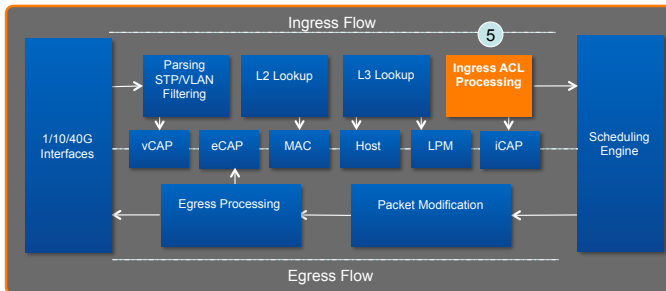 Ingress Flow
5
Parsing
STP/VLAN
Filtering
L2 Lookup
L3 Lookup
Ingress ACL
Processing
1/10/40G
Interfaces
vCAP
eCAP
MAC
Host
LPM
iCAP
Scheduling
Engine
Egress Processing
Packet Modification
Egress Flow